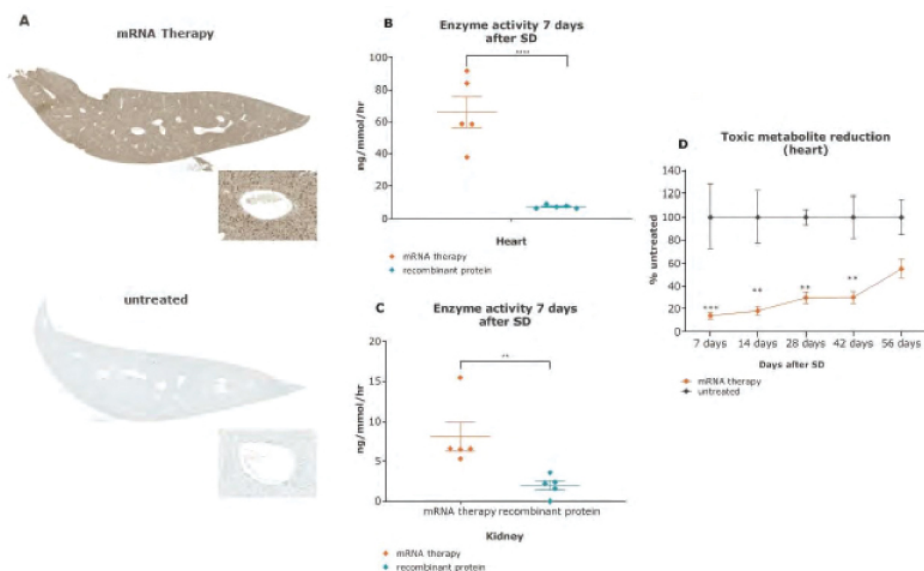 A
mRNA Therapy
untreated
B
Enzyme activity 7 days
after SD
****
ng/mmol/hr
100
80
60
40
20
0
Heart
mRNA therapy
recombinant protein
C
Enzyme activity 7 days
after SD
**
ng/mmol/hr
20
15
10
5
0
mRNA therapy recombinant protein
Kidney
mRNA therapy
recombinant protein
D
Toxic metabolite reduction
(heart)
% untreated
140
120
100
80
60
40
20
0
***
**
**
**
7 days 14 days 28 days 42 days 56 days
Days after SD
mRNA therapy
untreated